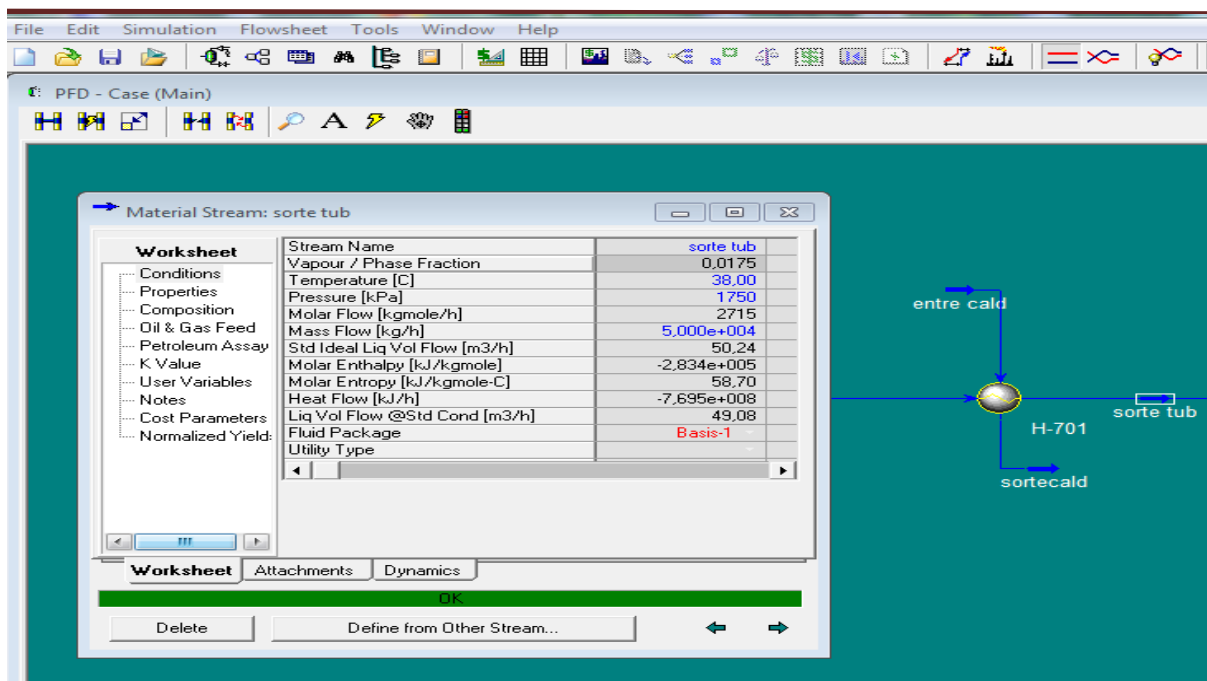 File Edit Simulation Flowsheet Tools Window Help
PFD - Case (Main)
A
Material Stream: sorte tub
Worksheet
Conditions
Properties
Composition
Oil & Gas Feed
Petroleum Assay
K Value
User Variables
Notes
Cost Parameters
Normalized Yield:
Stream Name sorte tub
Vapour / Phase Fraction 0,0175
Temperature [C] 38,00
Pressure [kPa] 1750
Molar Flow [kgmole/h] 2715
Mass Flow [kg/h] 5,000e+004
Std Ideal Liq Vol Flow [m3/h] 50,24
Molar Enthalpy [kJ/kgmole] -2,834e+005
Molar Entropy [kJ/kgmole-C] 58,70
Heat Flow [kJ/h] -7,695e+008
Liq Vol Flow @Std Cond [m3/h] 49,08
Fluid Package Basis-1
Utility Type
Worksheet Attachments Dynamics
OK
Delete Define from Other Stream...
entre cald
H-701
sorte tub
sortecald